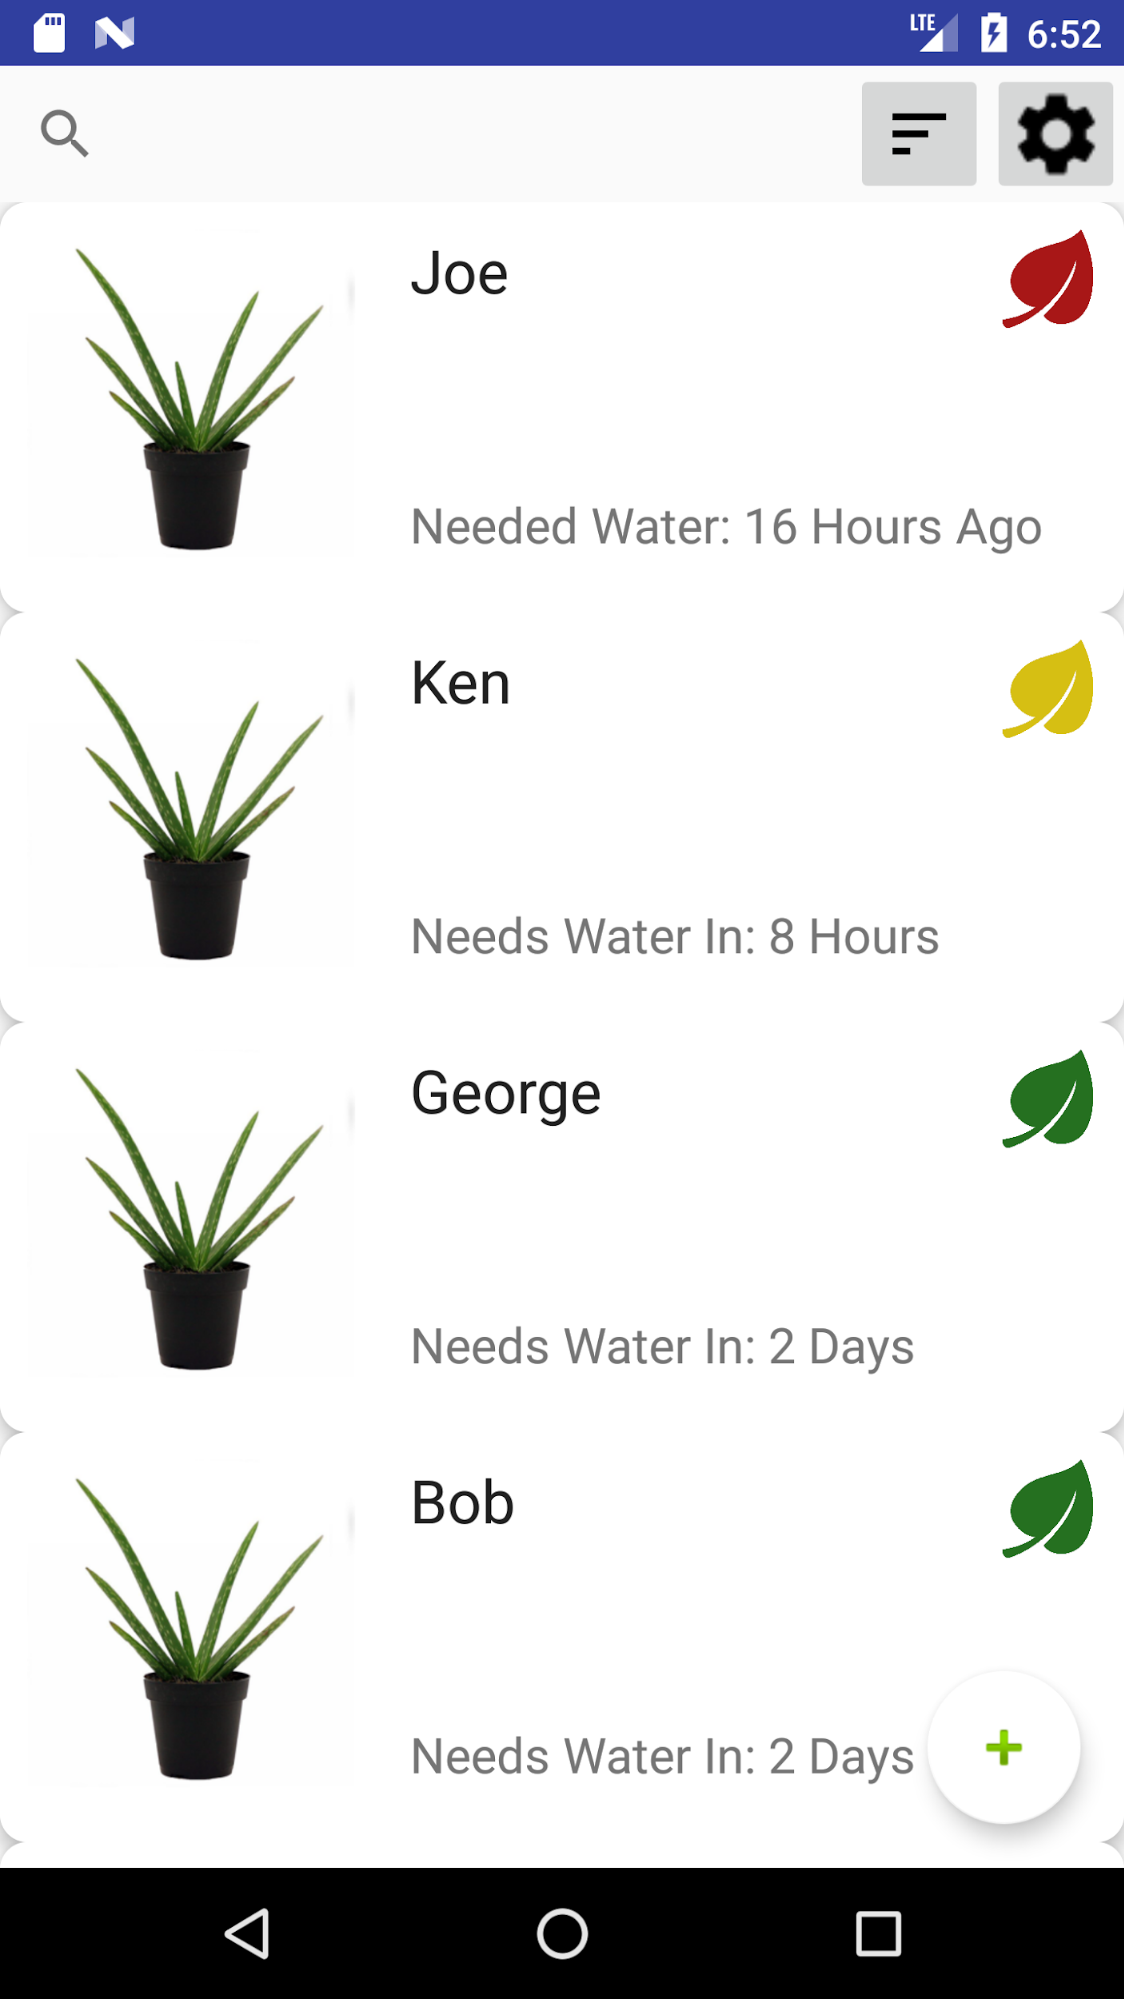 LTE 6:52
Joe
Needed Water: 16 Hours Ago
Ken
Needs Water In: 8 Hours
George
Needs Water In: 2 Days
Bob
Needs Water In: 2 Days